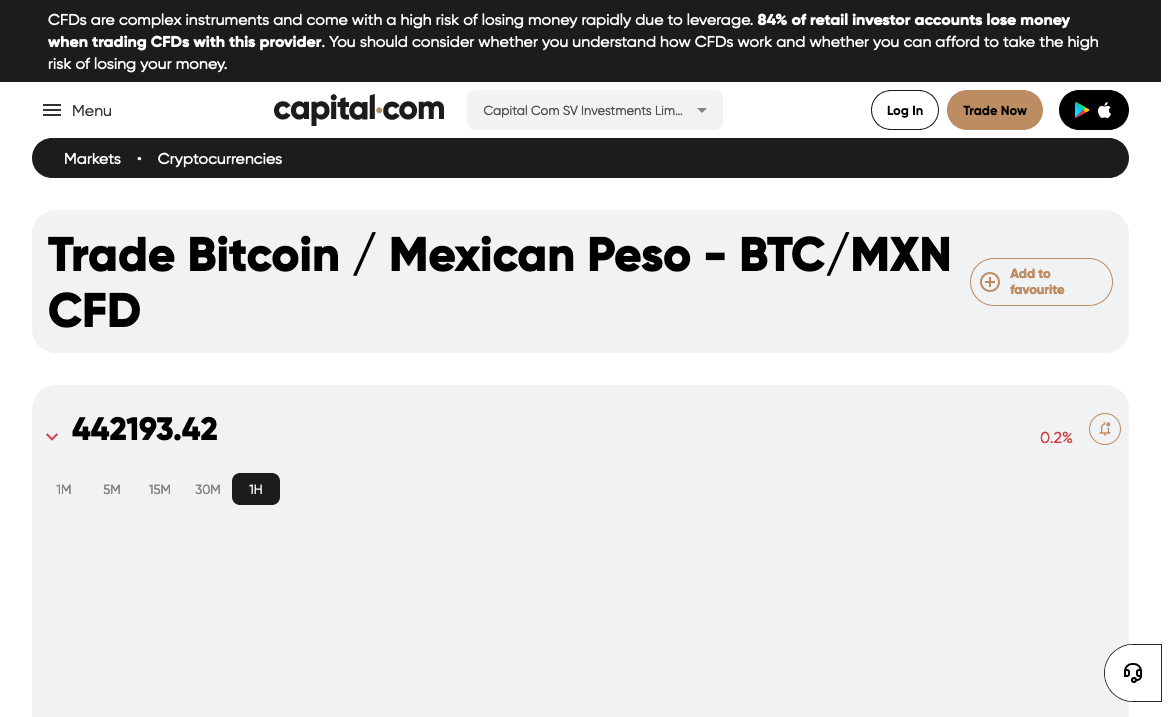 CFDs are complex instruments and come with a high risk of losing money rapidly due to leverage. 84% of retail investor accounts lose money
when trading CFDs with this provider. You should consider whether you understand how CFDs work and whether you can afford to take the high
risk of losing your money.
Menu
capital.com
Capital Com SV Investments Lim...
Log In
Trade Now
Markets • Cryptocurrencies
Trade Bitcoin / Mexican Peso - BTC/MXN
CFD
Add to
favourite
442193.42
0.2%
1M 5M 15M 30M 1H